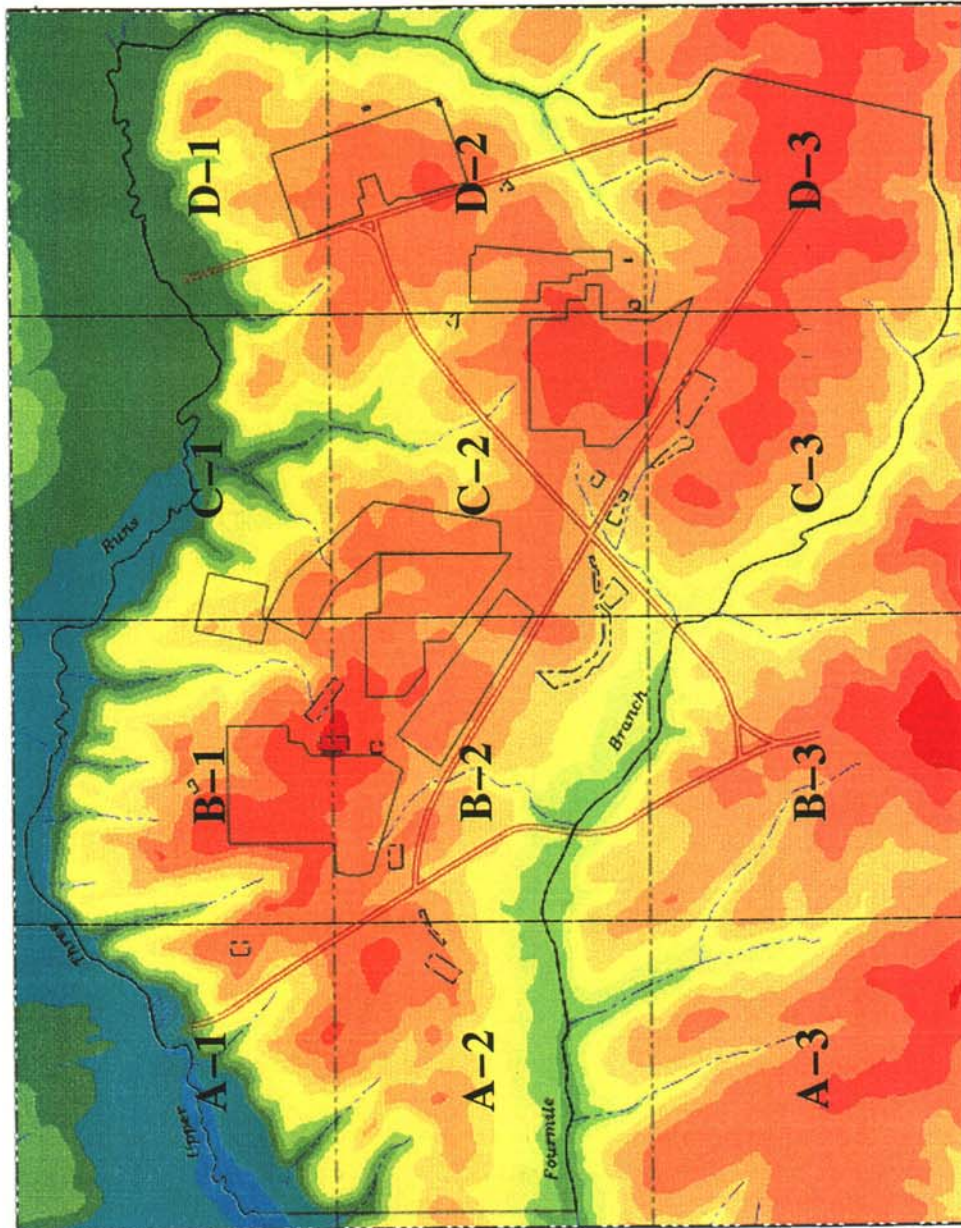 A-1
B-1
C-1
D-1
A-2
B-2
C-2
D-2
A-3
B-3
C-3
D-3
Upper Three Runs
Fourmile Branch